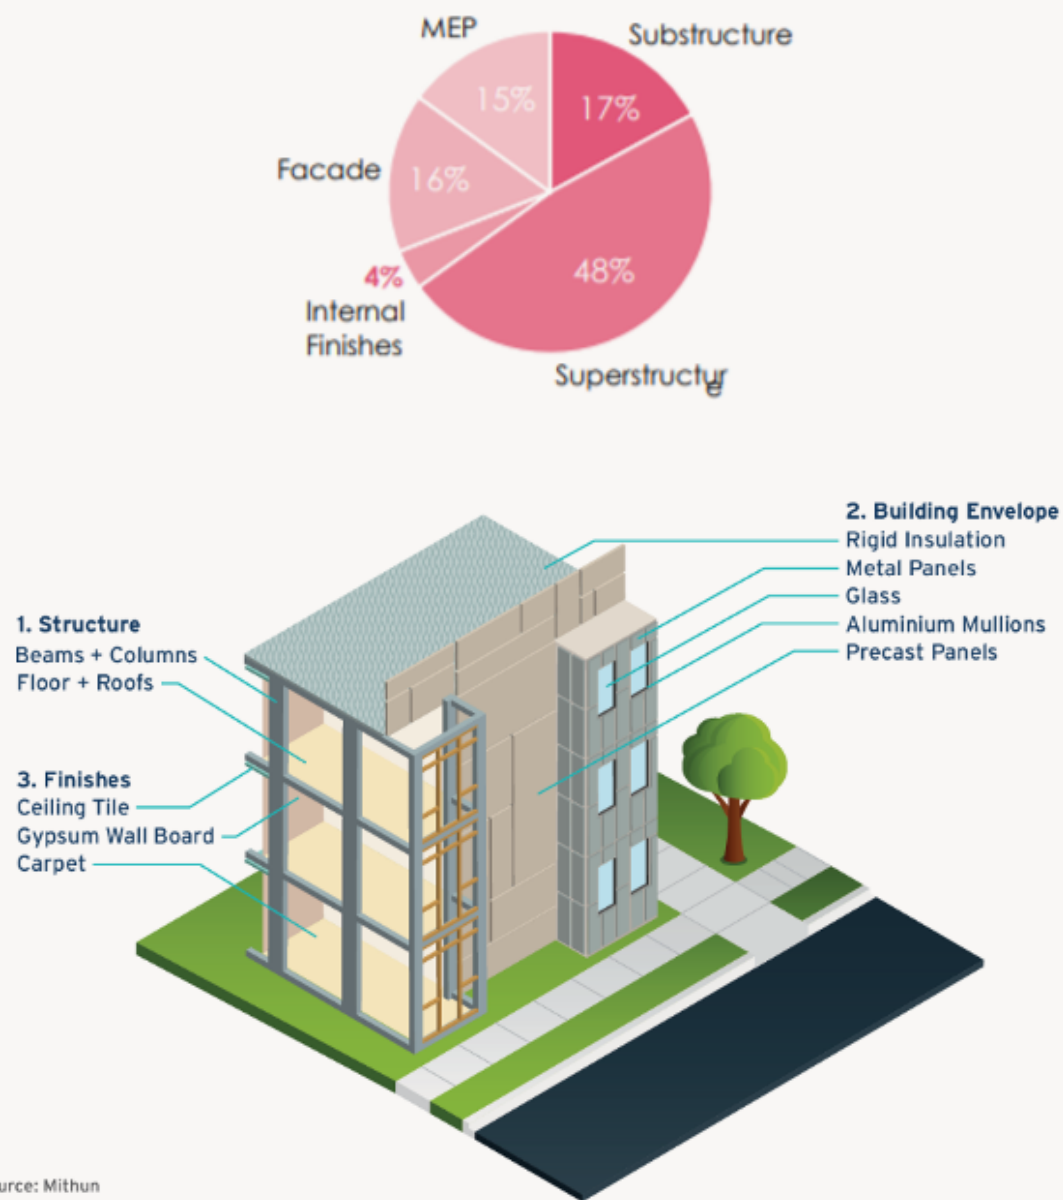 MEP
Substructure
15%
17%
Facade
16%
4%
48%
Internal
Finishes
Superstructure
2. Building Envelope
Rigid Insulation
Metal Panels
Glass
Aluminium Mullions
Precast Panels
1. Structure
Beams + Columns
Floor + Roofs
3. Finishes
Ceiling Tile
Gypsum Wall Board
Carpet
urce: Mithun